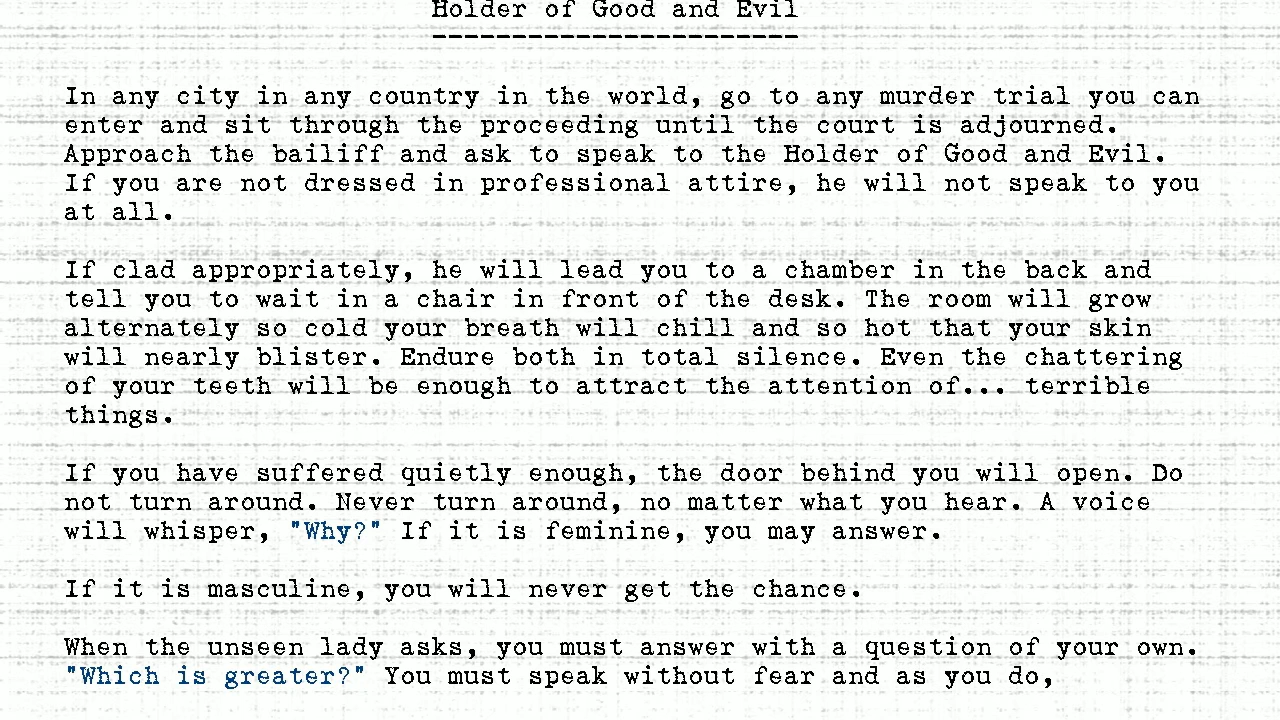 Holder of Good and Evil
-----------------------
In any city in any country in the world, go to any murder trial you can
enter and sit through the proceeding until the court is adjourned.
Approach the bailiff and ask to speak to the Holder of Good and Evil.
If you are not dressed in professional attire, he will not speak to you
at all.
If clad appropriately, he will lead you to a chamber in the back and
tell you to wait in a chair in front of the desk. The room will grow
alternately so cold your breath will chill and so hot that your skin
will nearly blister. Endure both in total silence. Even the chattering
of your teeth will be enough to attract the attention of... terrible
things.
If you have suffered quietly enough, the door behind you will open. Do
not turn around. Never turn around, no matter what you hear. A voice
will whisper, "Why?" If it is feminine, you may answer.
If it is masculine, you will never get the chance.
When the unseen lady asks, you must answer with a question of your own.
"Which is greater?" You must speak without fear and as you do,